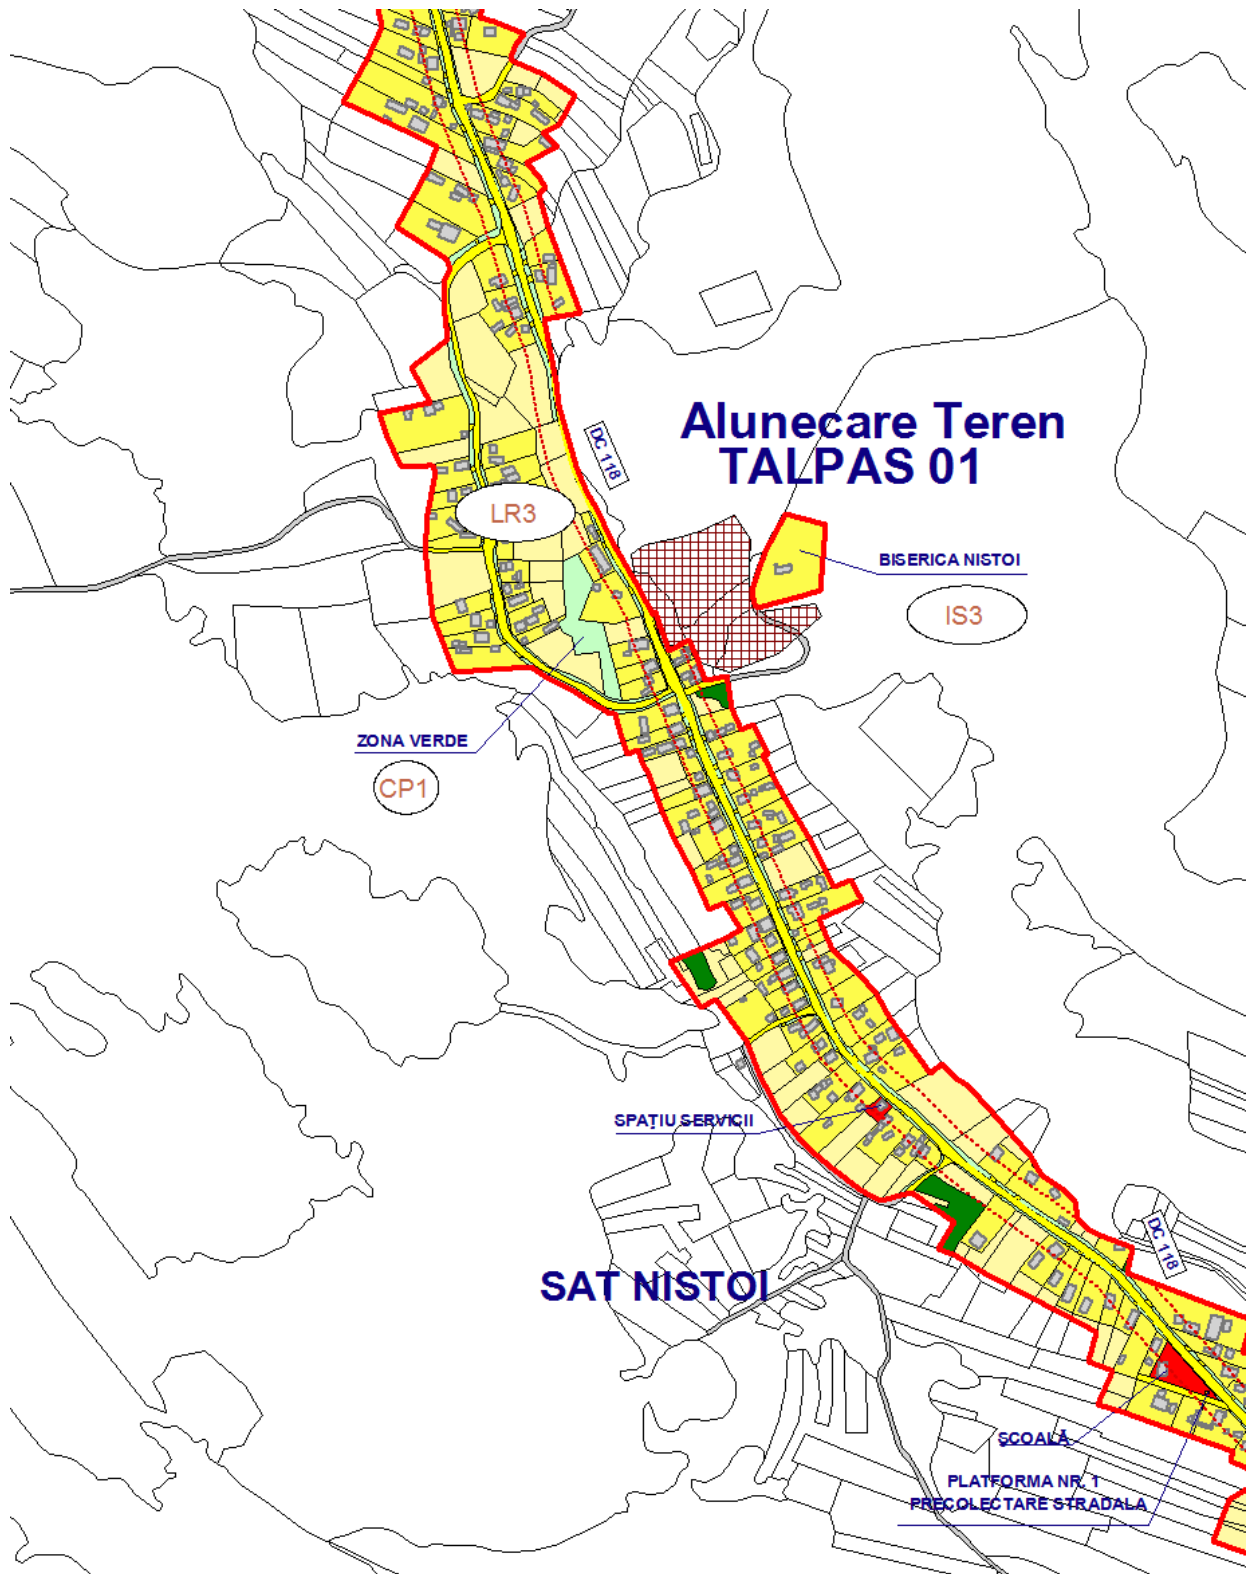 Alunecare Teren
TALPAS 01
DC 118
LR3
BISERICA NISTOI
IS3
ZONA VERDE
CP1
SPAȚIU SERVICII
DC 118
SAT NISTOI
ȘCOALĂ
PLATFORMA NR. 1
PRECOLECTARE STRADALA